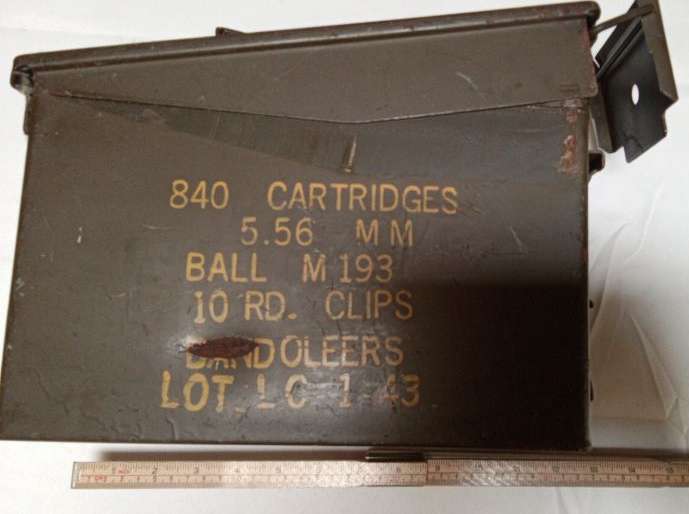 840 CARTRIDGES
5.56 MM
BALL M193
10 RD. CLIPS
BANDOLEERS
LOT LC 1 43